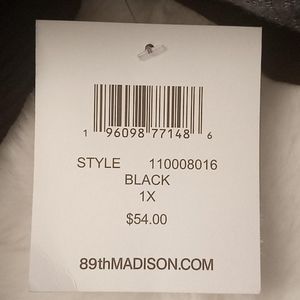 1 96098 77148 6
STYLE 110008016
BLACK
1X
$54.00
89thMADISON.COM